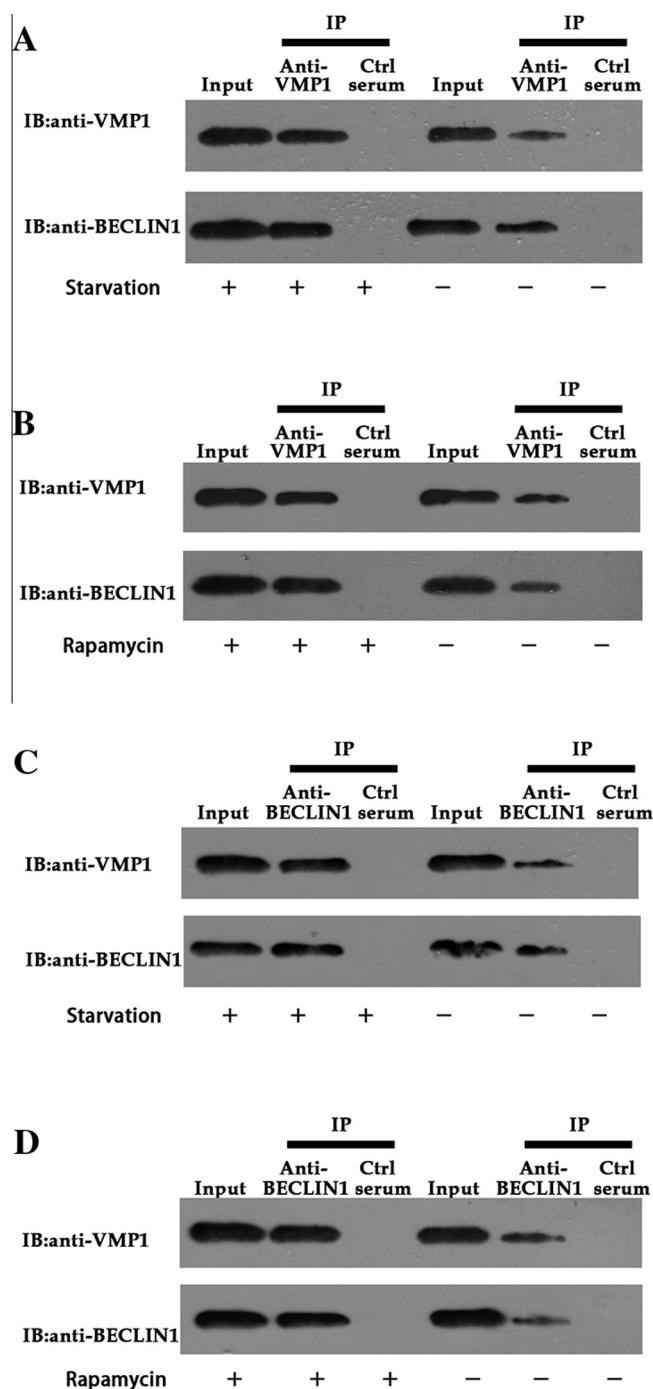 A
IP IP
Input Anti-VMP1 Ctrl serum Input Anti-VMP1 Ctrl serum
IB:anti-VMP1
IB:anti-BECLIN1
Starvation + + + − − −
B
IP IP
Input Anti-VMP1 Ctrl serum Input Anti-VMP1 Ctrl serum
IB:anti-VMP1
IB:anti-BECLIN1
Rapamycin + + + − − −
C
IP IP
Input Anti-BECLIN1 Ctrl serum Input Anti-BECLIN1 Ctrl serum
IB:anti-VMP1
IB:anti-BECLIN1
Starvation + + + − − −
D
IP IP
Input Anti-BECLIN1 Ctrl serum Input Anti-BECLIN1 Ctrl serum
IB:anti-VMP1
IB:anti-BECLIN1
Rapamycin + + + − − −